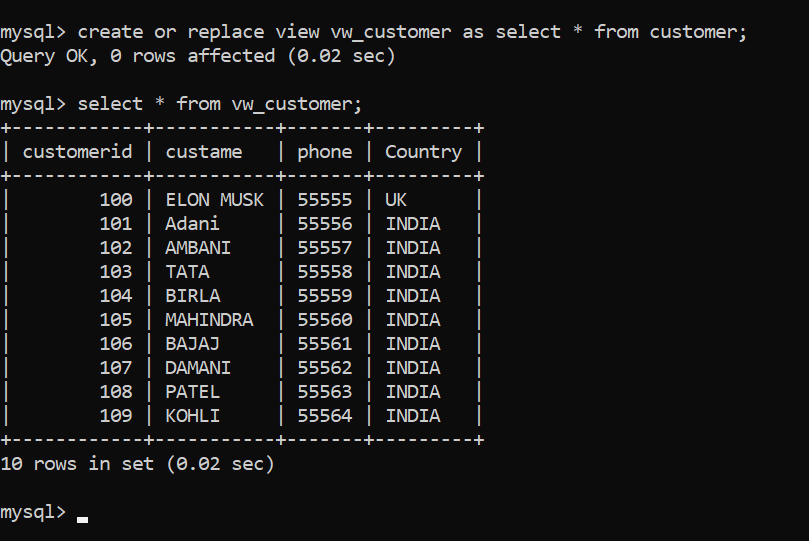 mysql> create or replace view vw_customer as select * from customer;
Query OK, 0 rows affected (0.02 sec)
mysql> select * from vw_customer;
+------------+-----------+-------+---------+
| customerid | custame   | phone | Country |
+------------+-----------+-------+---------+
|        100 | ELON MUSK | 55555 | UK      |
|        101 | Adani     | 55556 | INDIA   |
|        102 | AMBANI    | 55557 | INDIA   |
|        103 | TATA      | 55558 | INDIA   |
|        104 | BIRLA     | 55559 | INDIA   |
|        105 | MAHINDRA  | 55560 | INDIA   |
|        106 | BAJAJ     | 55561 | INDIA   |
|        107 | DAMANI    | 55562 | INDIA   |
|        108 | PATEL     | 55563 | INDIA   |
|        109 | KOHLI     | 55564 | INDIA   |
+------------+-----------+-------+---------+
10 rows in set (0.02 sec)
mysql>